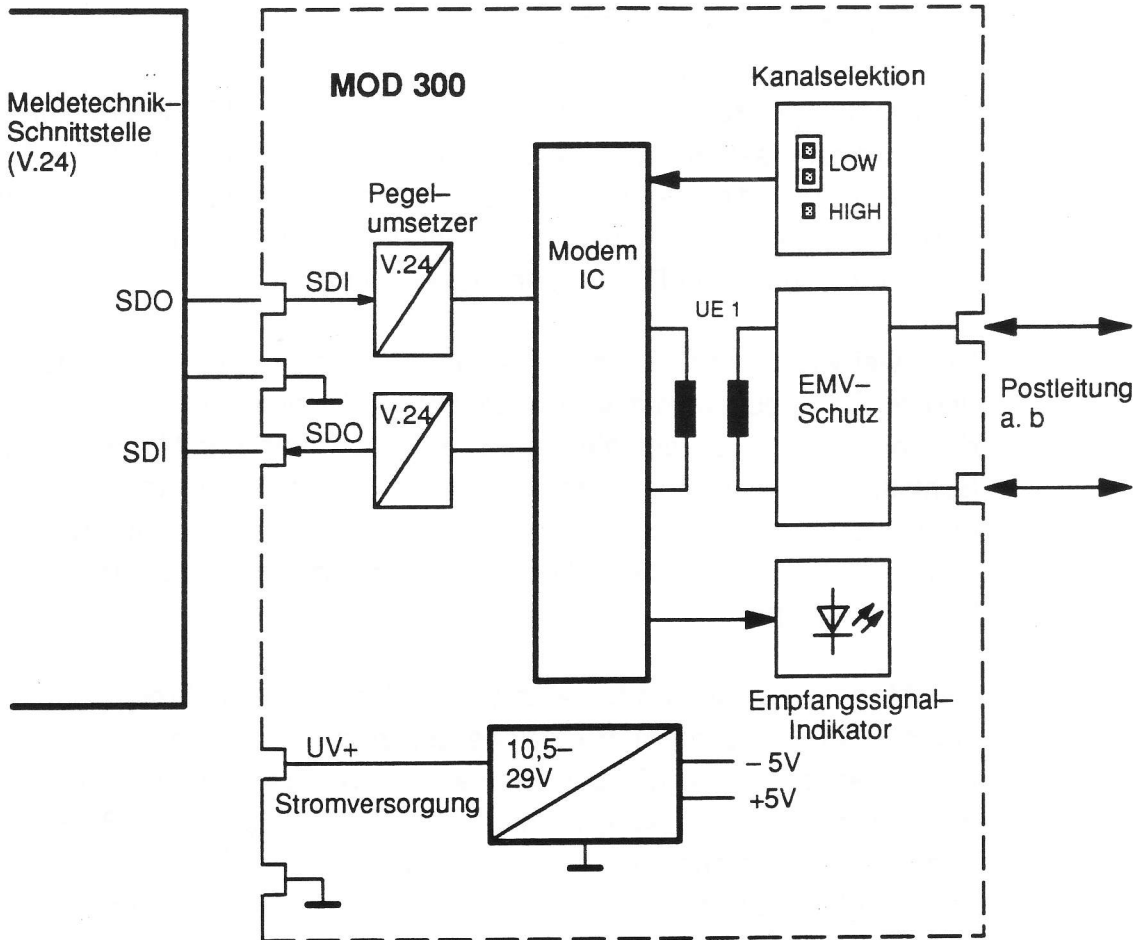 Meldetechnik–
Schnittstelle
(V.24)
MOD 300
Kanalselektion
LOW
HIGH
Pegel–
umsetzer
V.24
SDO
SDI
Modem
IC
UE 1
EMV–
Schutz
Postleitung
a. b
SDI
SDO
V.24
Empfangssignal–
Indikator
UV+
10,5–
29V
– 5V
+5V
Stromversorgung